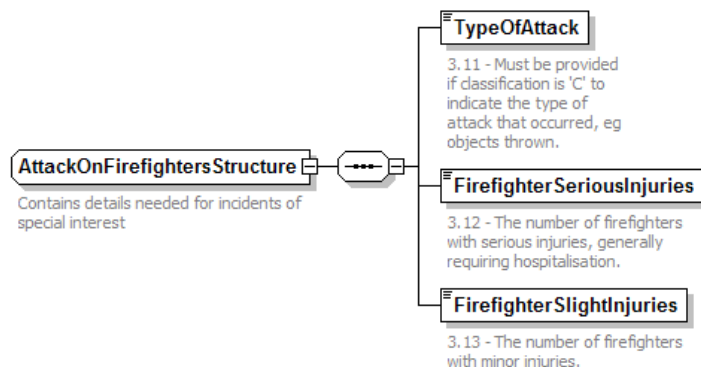 TypeOfAttack
3.11 - Must be provided
if classification is 'C' to
indicate the type of
attack that occurred, eg
objects thrown.
AttackOnFirefightersStructure
Contains details needed for incidents of
special interest
FirefighterSeriousInjuries
3.12 - The number of firefighters
with serious injuries, generally
requiring hospitalisation.
FirefighterSlightInjuries
3.13 - The number of firefighters
with minor injuries.